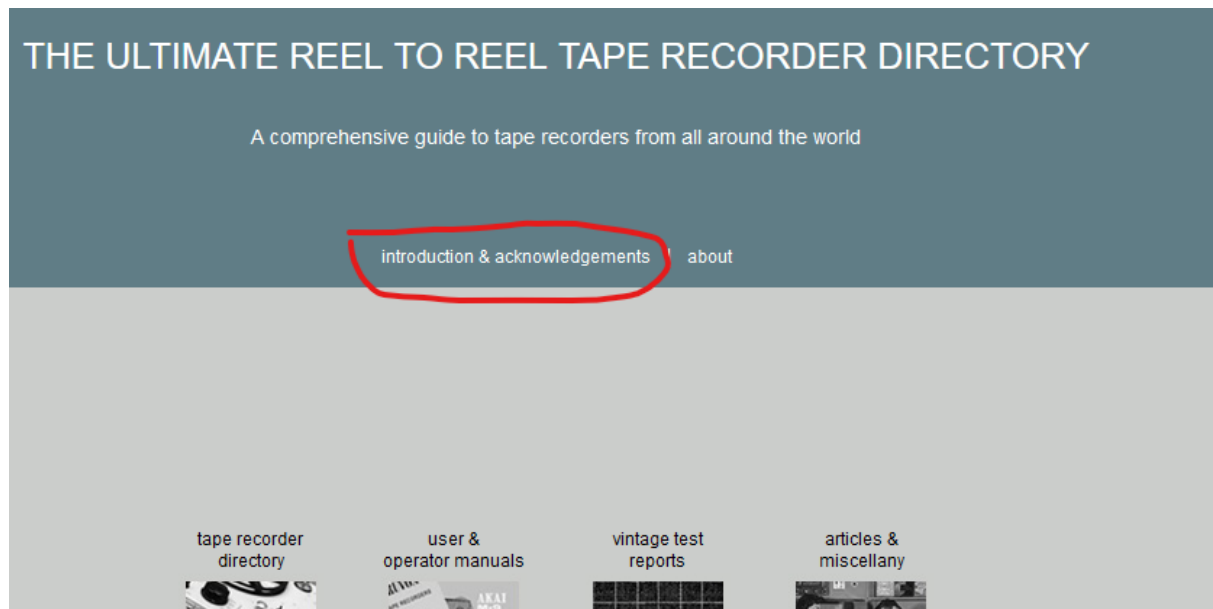 THE ULTIMATE REEL TO REEL TAPE RECORDER DIRECTORY
A comprehensive guide to tape recorders from all around the world
introduction & acknowledgements | about
tape recorder
directory
user &
operator manuals
vintage test
reports
articles &
miscellany
AKAI